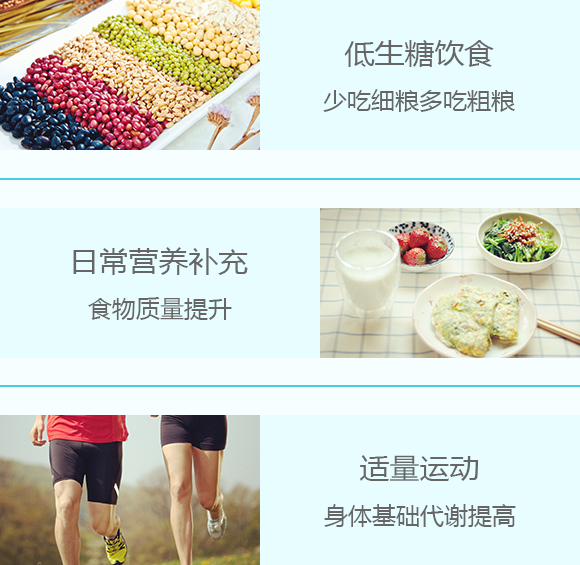 低生糖饮食
少吃细粮多吃粗粮
日常营养补充
食物质量提升
适量运动
身体基础代谢提高